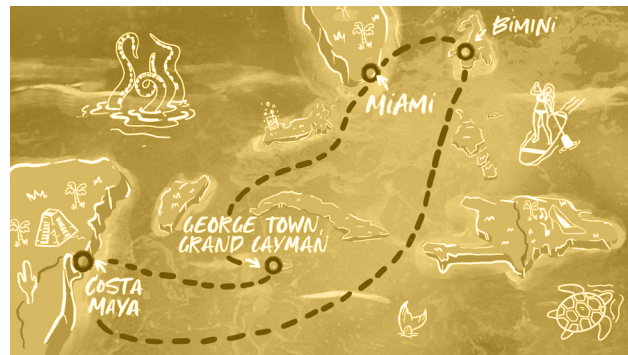 BiMiNi
MiAMi
GEORGE TOWN,
GRAND CAYMAN
COSTA
MAYA